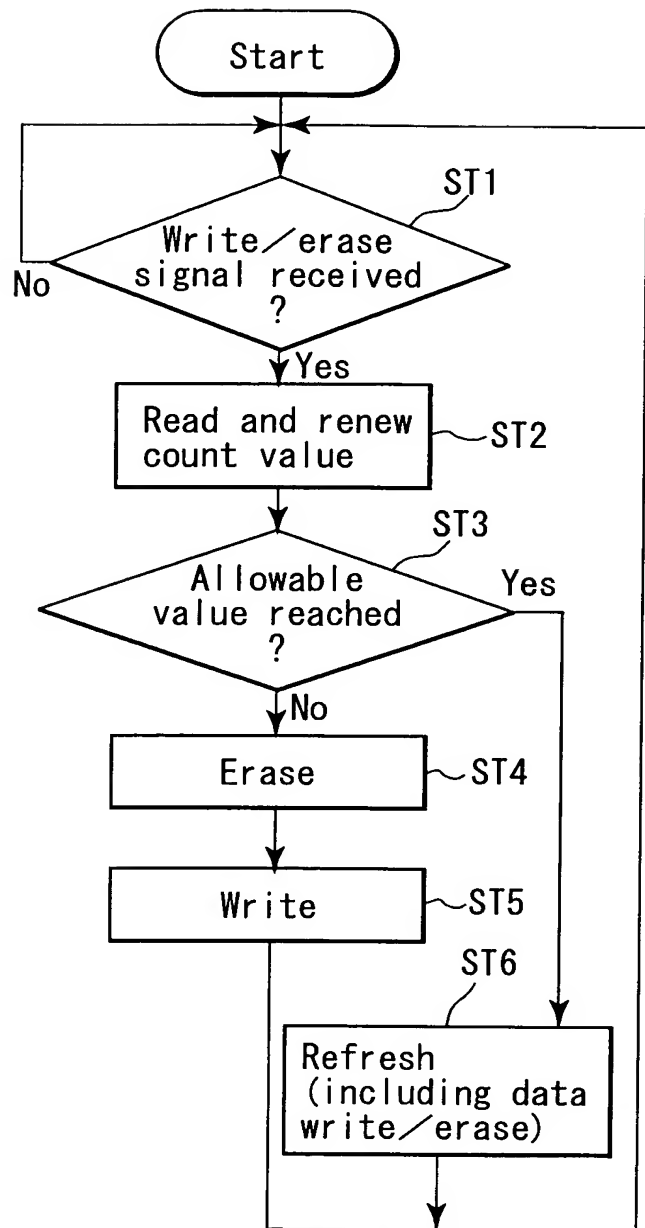 Start
ST1
Write/erase
signal received
?
No
Yes
Read and renew
count value
ST2
ST3
Allowable
value reached
?
Yes
No
Erase
ST4
Write
ST5
ST6
Refresh
(including data
write/erase)